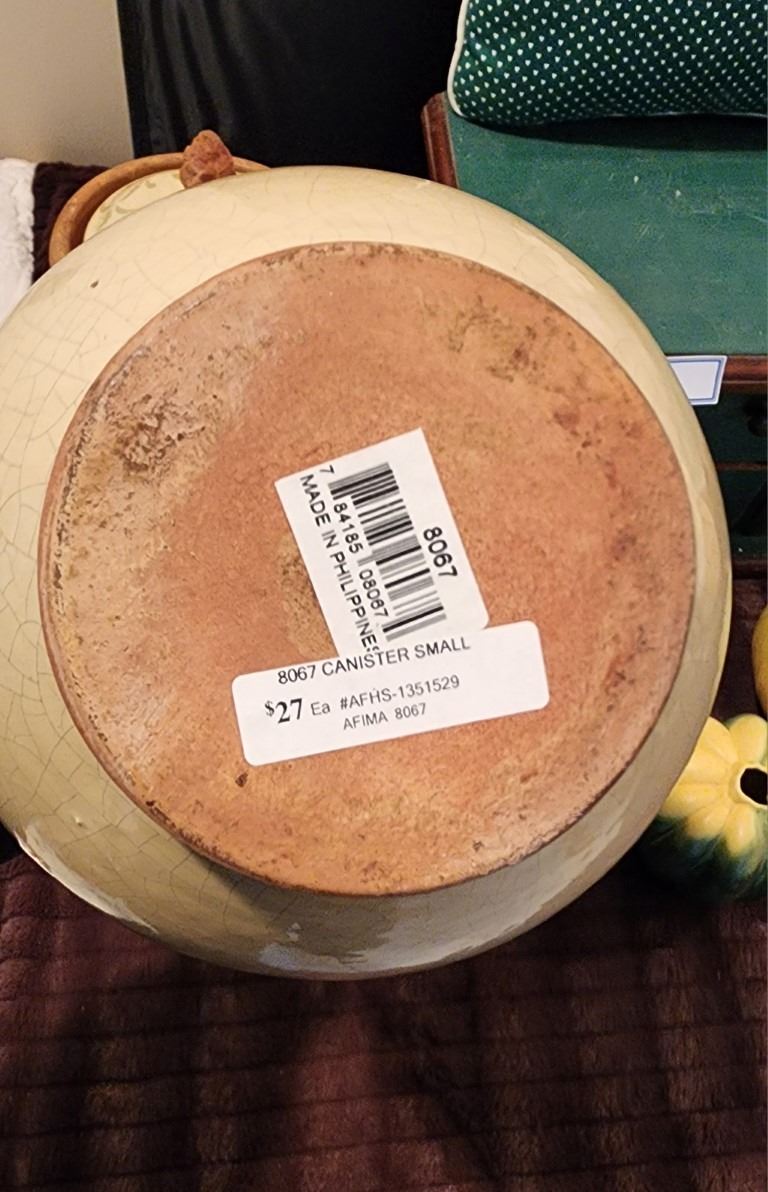 8067
7 84185 08067
MADE IN PHILIPPINES
8067 CANISTER SMALL
$27 Ea #AFHS-1351529
AFIMA 8067